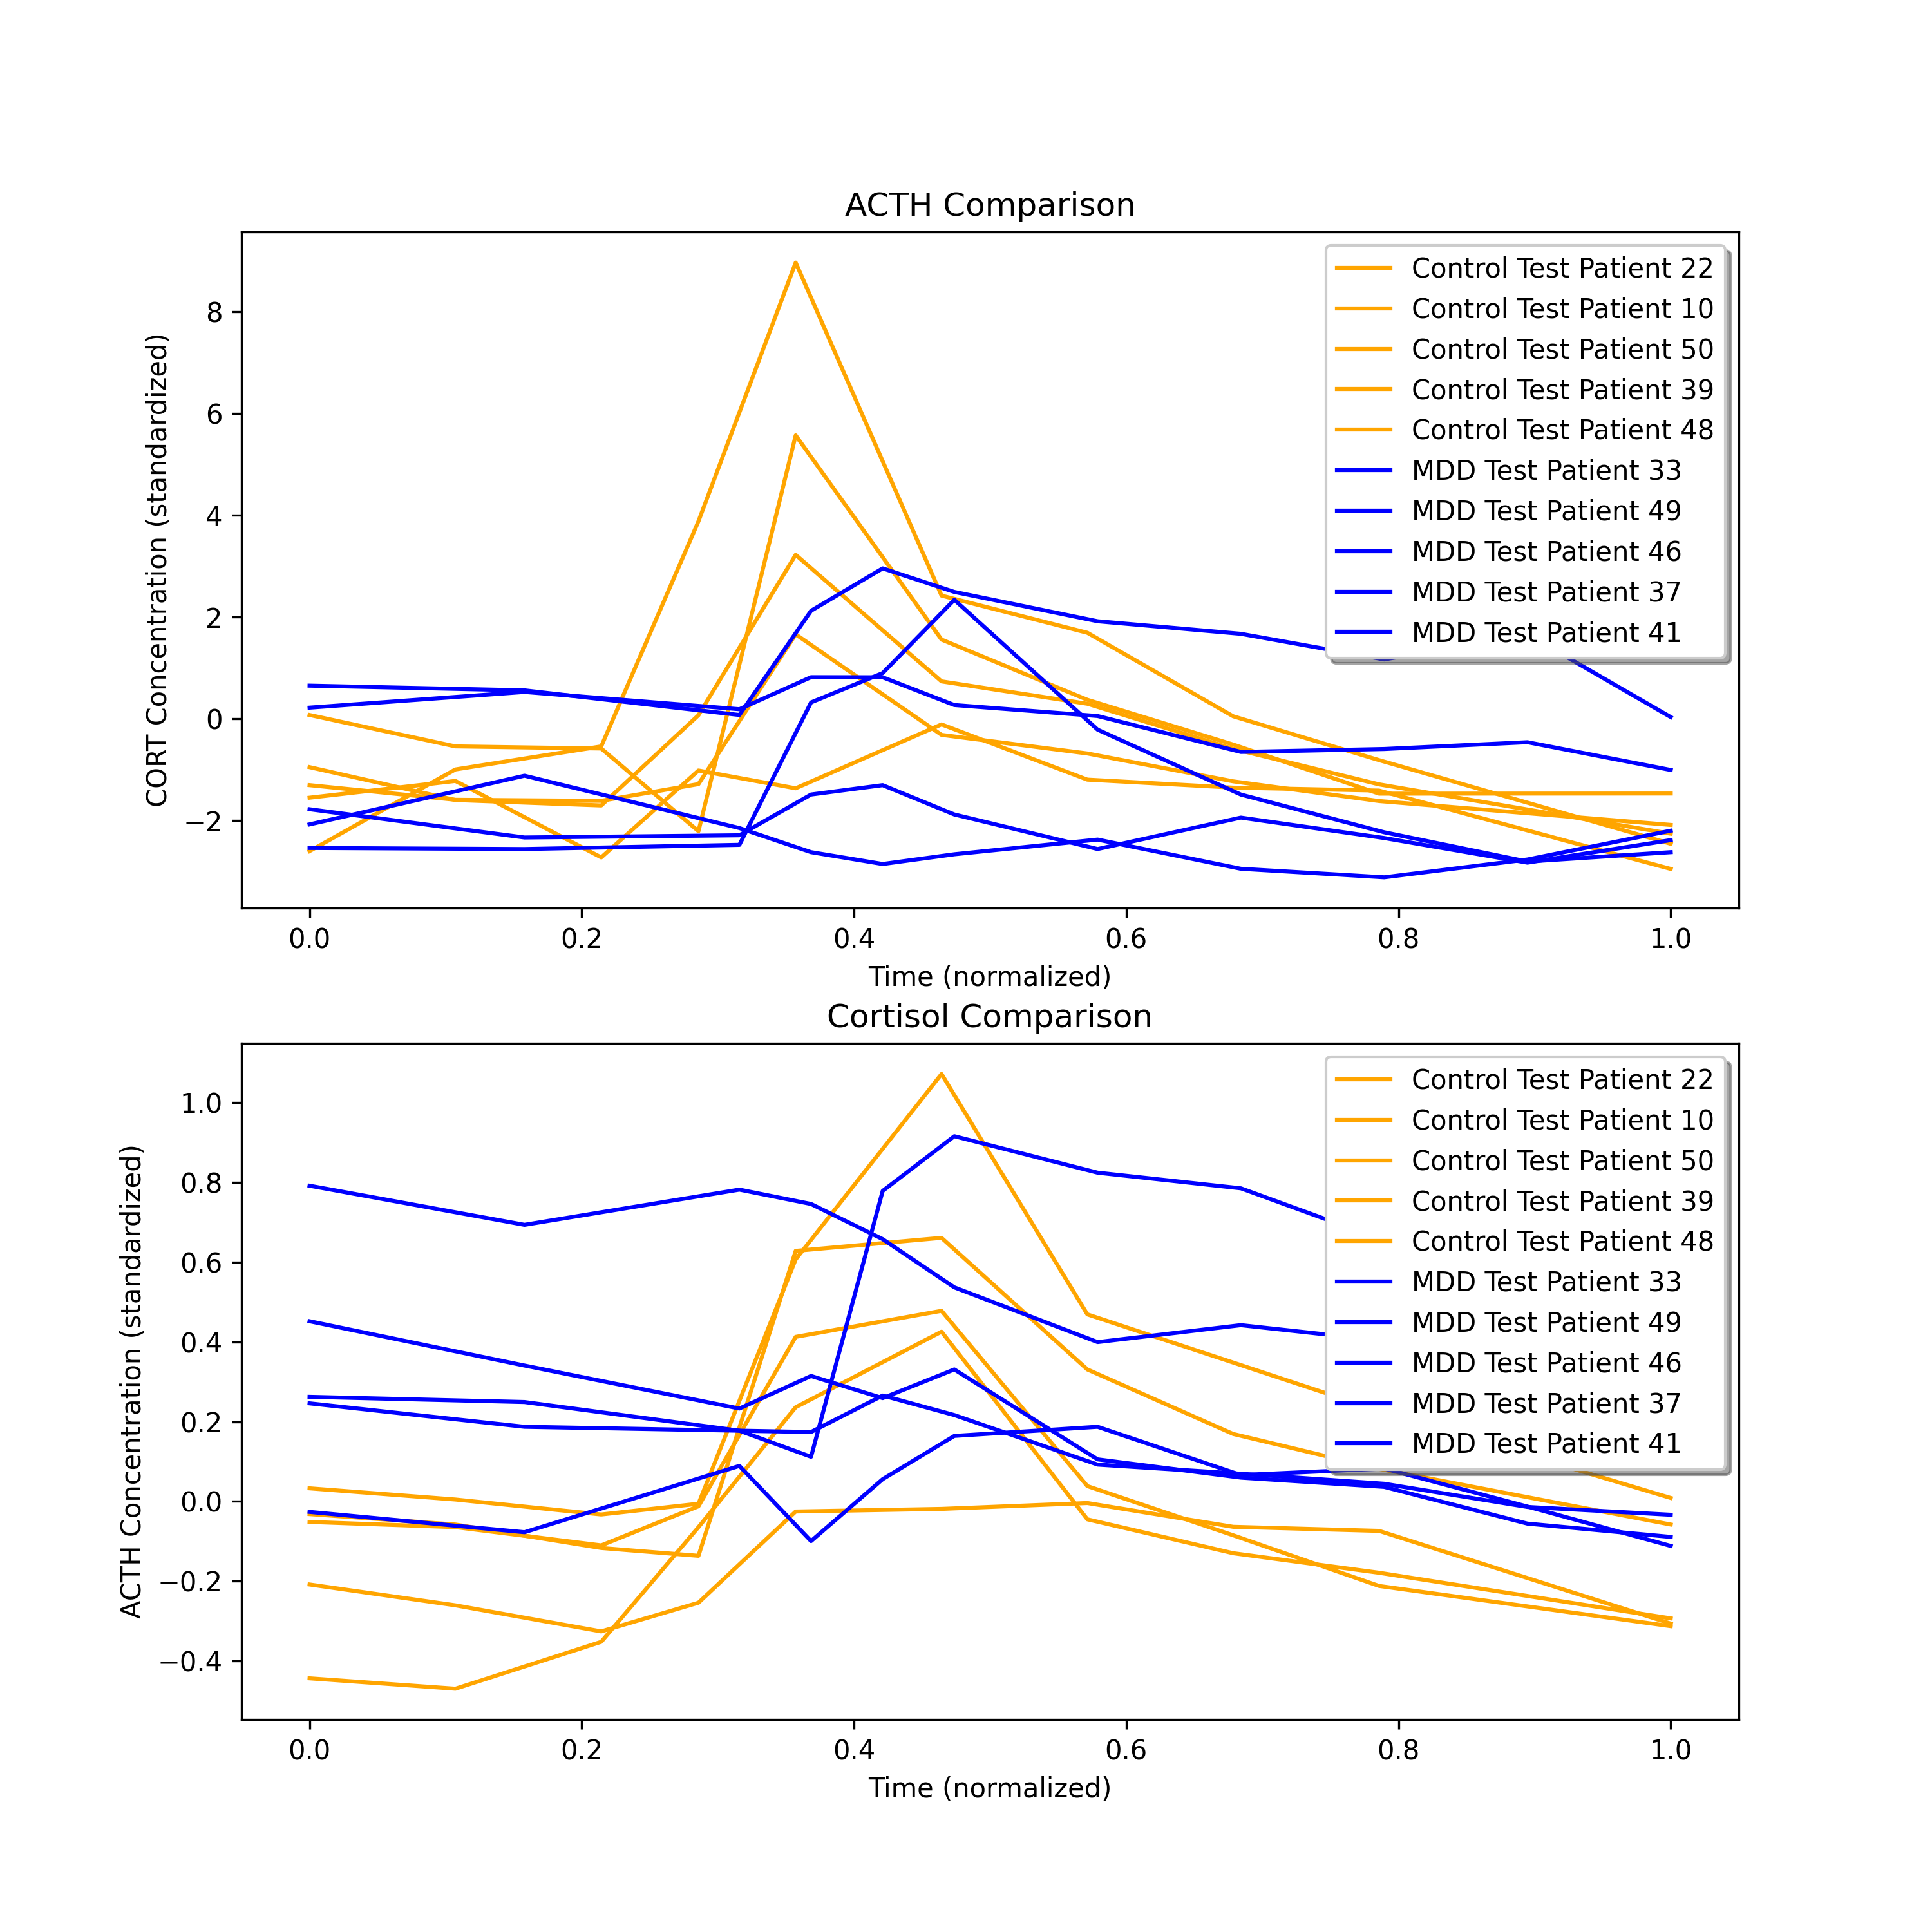 ACTH Comparison
CORT Concentration (standardized)
8
6
4
2
0
−2
0.0 0.2 0.4 0.6 0.8 1.0
Time (normalized)
Control Test Patient 22
Control Test Patient 10
Control Test Patient 50
Control Test Patient 39
Control Test Patient 48
MDD Test Patient 33
MDD Test Patient 49
MDD Test Patient 46
MDD Test Patient 37
MDD Test Patient 41
Cortisol Comparison
ACTH Concentration (standardized)
1.0
0.8
0.6
0.4
0.2
0.0
−0.2
−0.4
0.0 0.2 0.4 0.6 0.8 1.0
Time (normalized)
Control Test Patient 22
Control Test Patient 10
Control Test Patient 50
Control Test Patient 39
Control Test Patient 48
MDD Test Patient 33
MDD Test Patient 49
MDD Test Patient 46
MDD Test Patient 37
MDD Test Patient 41